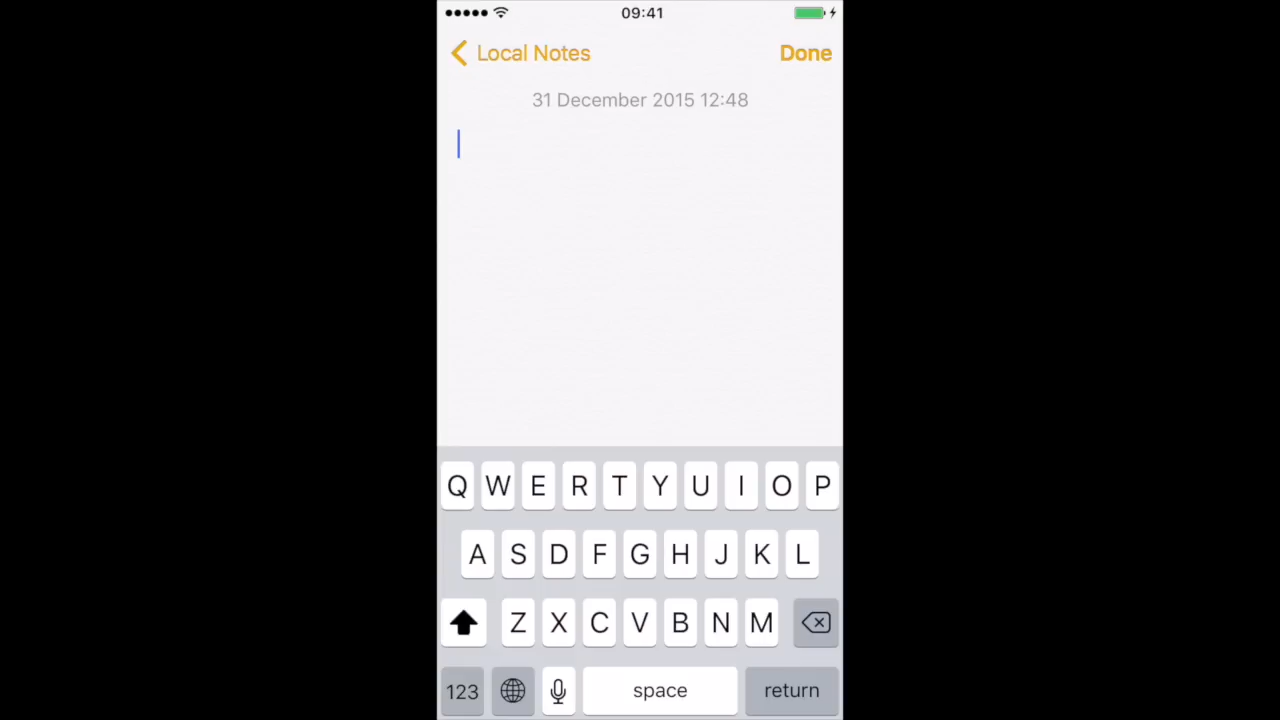 09:41
Local Notes Done
31 December 2015 12:48
Q W E R T Y U I O P
A S D F G H J K L
Z X C V B N M
123 space return